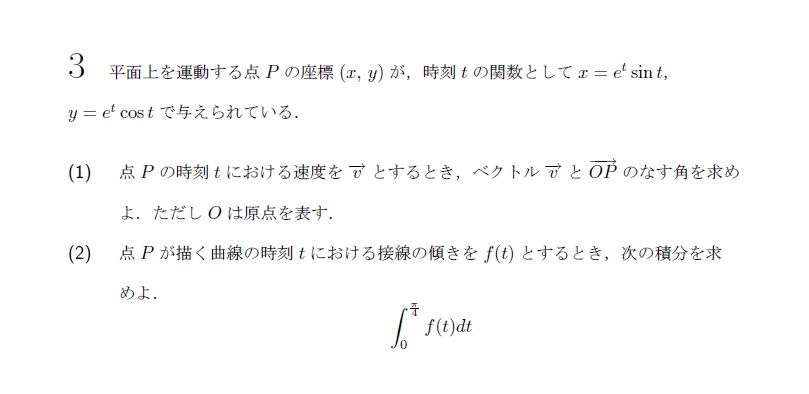 3 平面上を運動する点 P の座標 (x, y) が，時刻 t の関数として x = e^t sin t,
y = e^t cos t で与えられている．
(1) 点 P の時刻 t における速度を \vec{v} とするとき，ベクトル \vec{v} と \overrightarrow{OP} のなす角を求め
よ．ただし O は原点を表す．
(2) 点 P が描く曲線の時刻 t における接線の傾きを f(t) とするとき，次の積分を求
めよ．
\int_0^{\frac{π}{4}} f(t)dt